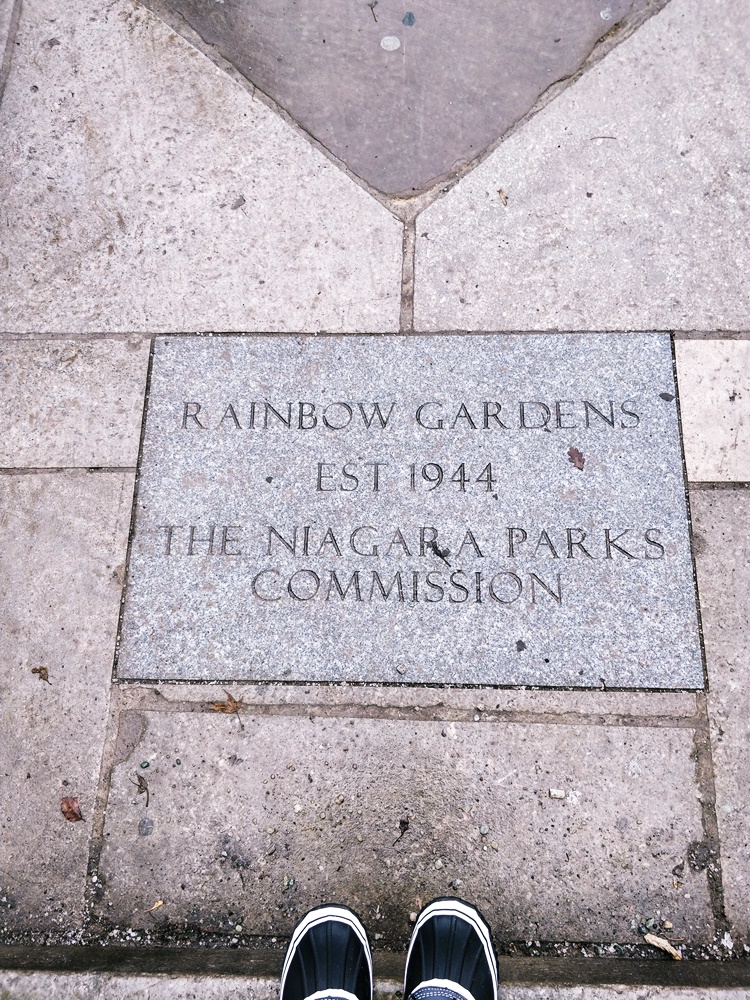 RAINBOW GARDENS
EST 1944
THE NIAGARA PARKS
COMMISSION